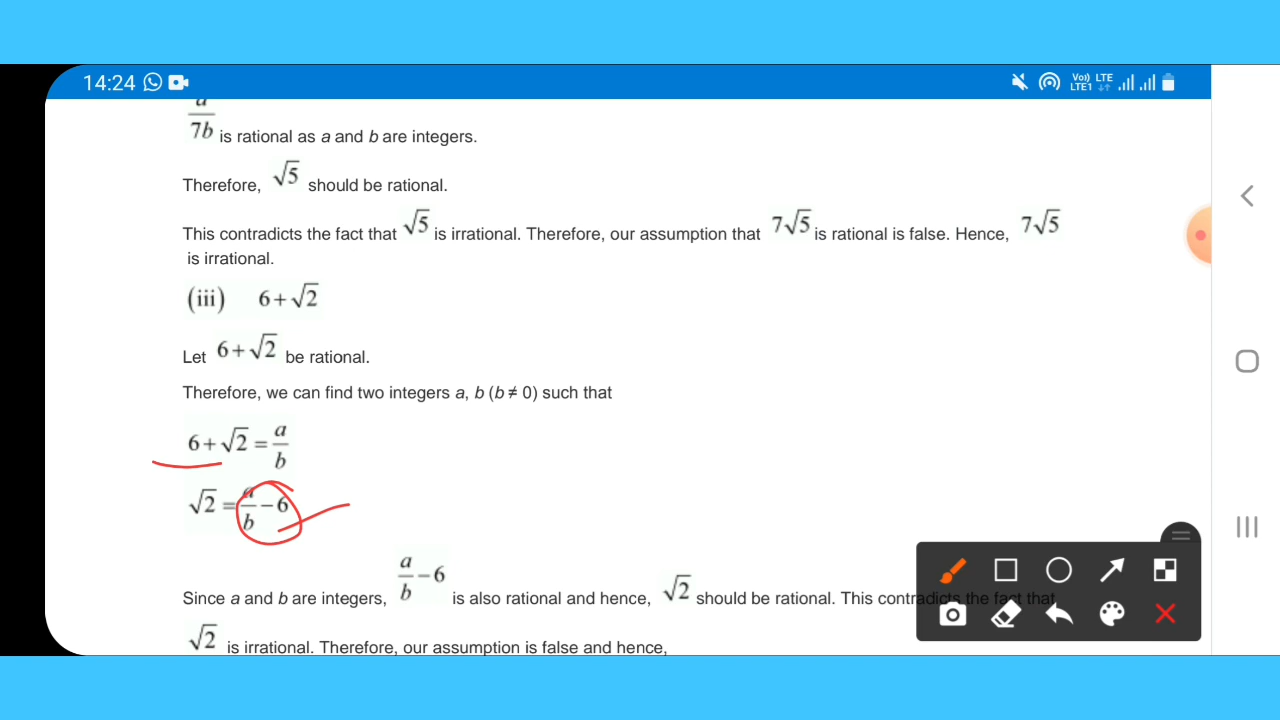 14:24
Vo) LTE
LTE1
a
7b is rational as a and b are integers.
Therefore, √5 should be rational.
This contradicts the fact that √5 is irrational. Therefore, our assumption that 7√5 is rational is false. Hence, 7√5
is irrational.
(iii) 6+√2
Let 6+√2 be rational.
Therefore, we can find two integers a, b (b ≠ 0) such that
6+√2 = a/b
√2 = a/b − 6
Since a and b are integers, a/b − 6 is also rational and hence, √2 should be rational. This contradicts the fact that
√2 is irrational. Therefore, our assumption is false and hence,